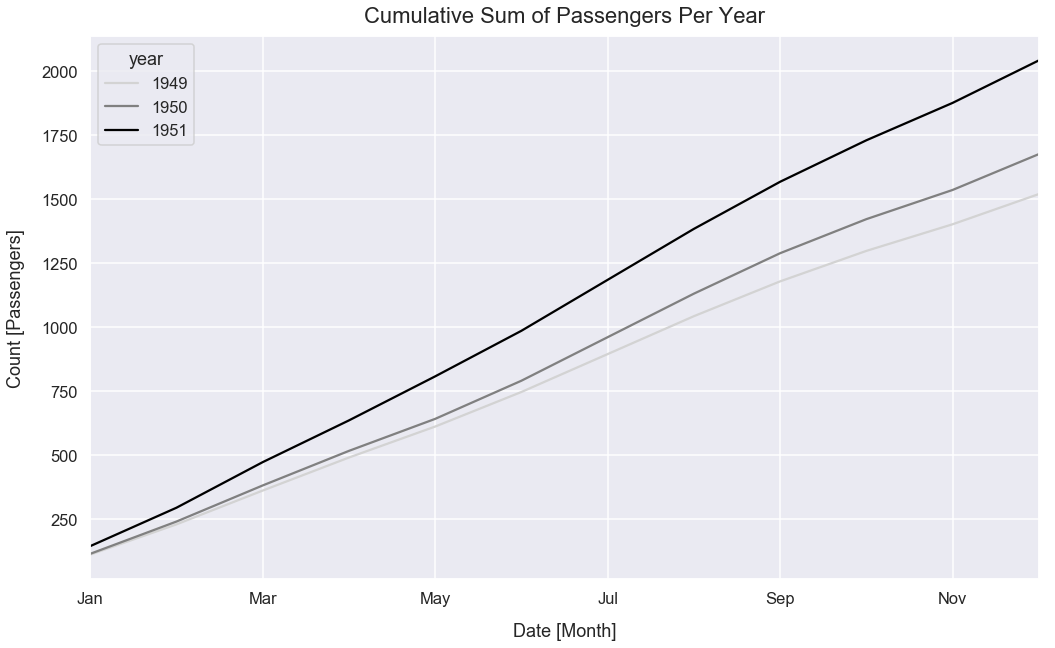 Cumulative Sum of Passengers Per Year
year
1949
1950
1951
2000
1750
1500
1250
1000
750
500
250
Count [Passengers]
Jan Mar May Jul Sep Nov
Date [Month]